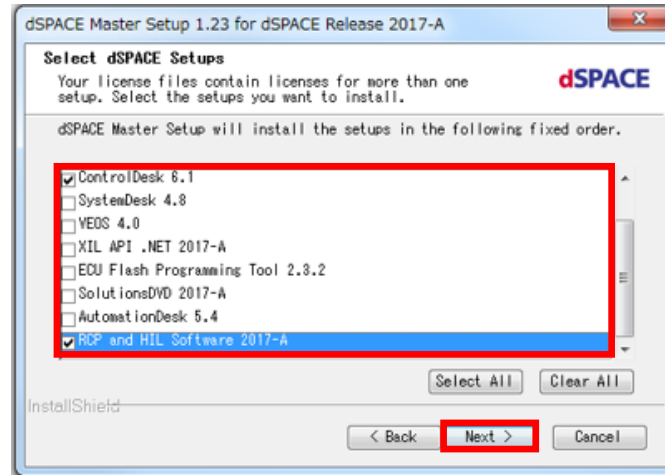 dSPACE Master Setup 1.23 for dSPACE Release 2017-A
Select dSPACE Setups
Your license files contain licenses for more than one
setup. Select the setups you want to install.
dSPACE
dSPACE Master Setup will install the setups in the following fixed order.
ControlDesk 6.1
SystemDesk 4.8
VEOS 4.0
XIL API .NET 2017-A
ECU Flash Programming Tool 2.3.2
SolutionsDVD 2017-A
AutomationDesk 5.4
RCP and HIL Software 2017-A
Select All Clear All
InstallShield
< Back Next > Cancel